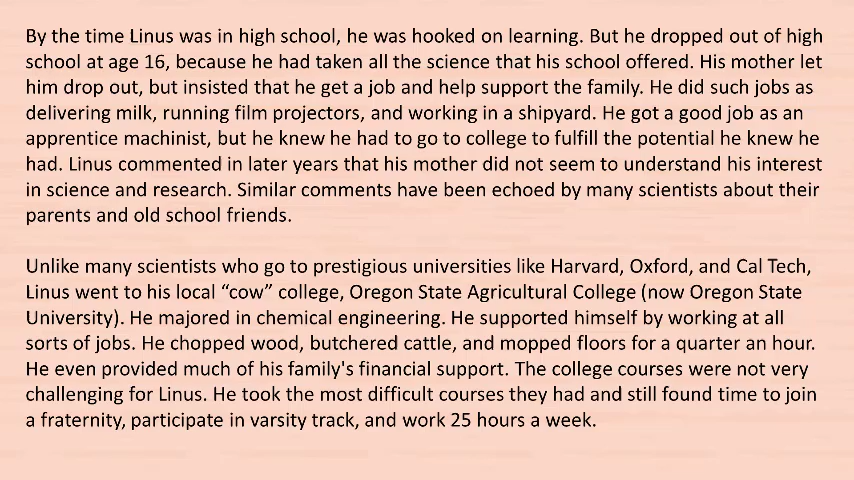 By the time Linus was in high school, he was hooked on learning. But he dropped out of high
school at age 16, because he had taken all the science that his school offered. His mother let
him drop out, but insisted that he get a job and help support the family. He did such jobs as
delivering milk, running film projectors, and working in a shipyard. He got a good job as an
apprentice machinist, but he knew he had to go to college to fulfill the potential he knew he
had. Linus commented in later years that his mother did not seem to understand his interest
in science and research. Similar comments have been echoed by many scientists about their
parents and old school friends.
Unlike many scientists who go to prestigious universities like Harvard, Oxford, and Cal Tech,
Linus went to his local “cow” college, Oregon State Agricultural College (now Oregon State
University). He majored in chemical engineering. He supported himself by working at all
sorts of jobs. He chopped wood, butchered cattle, and mopped floors for a quarter an hour.
He even provided much of his family's financial support. The college courses were not very
challenging for Linus. He took the most difficult courses they had and still found time to join
a fraternity, participate in varsity track, and work 25 hours a week.